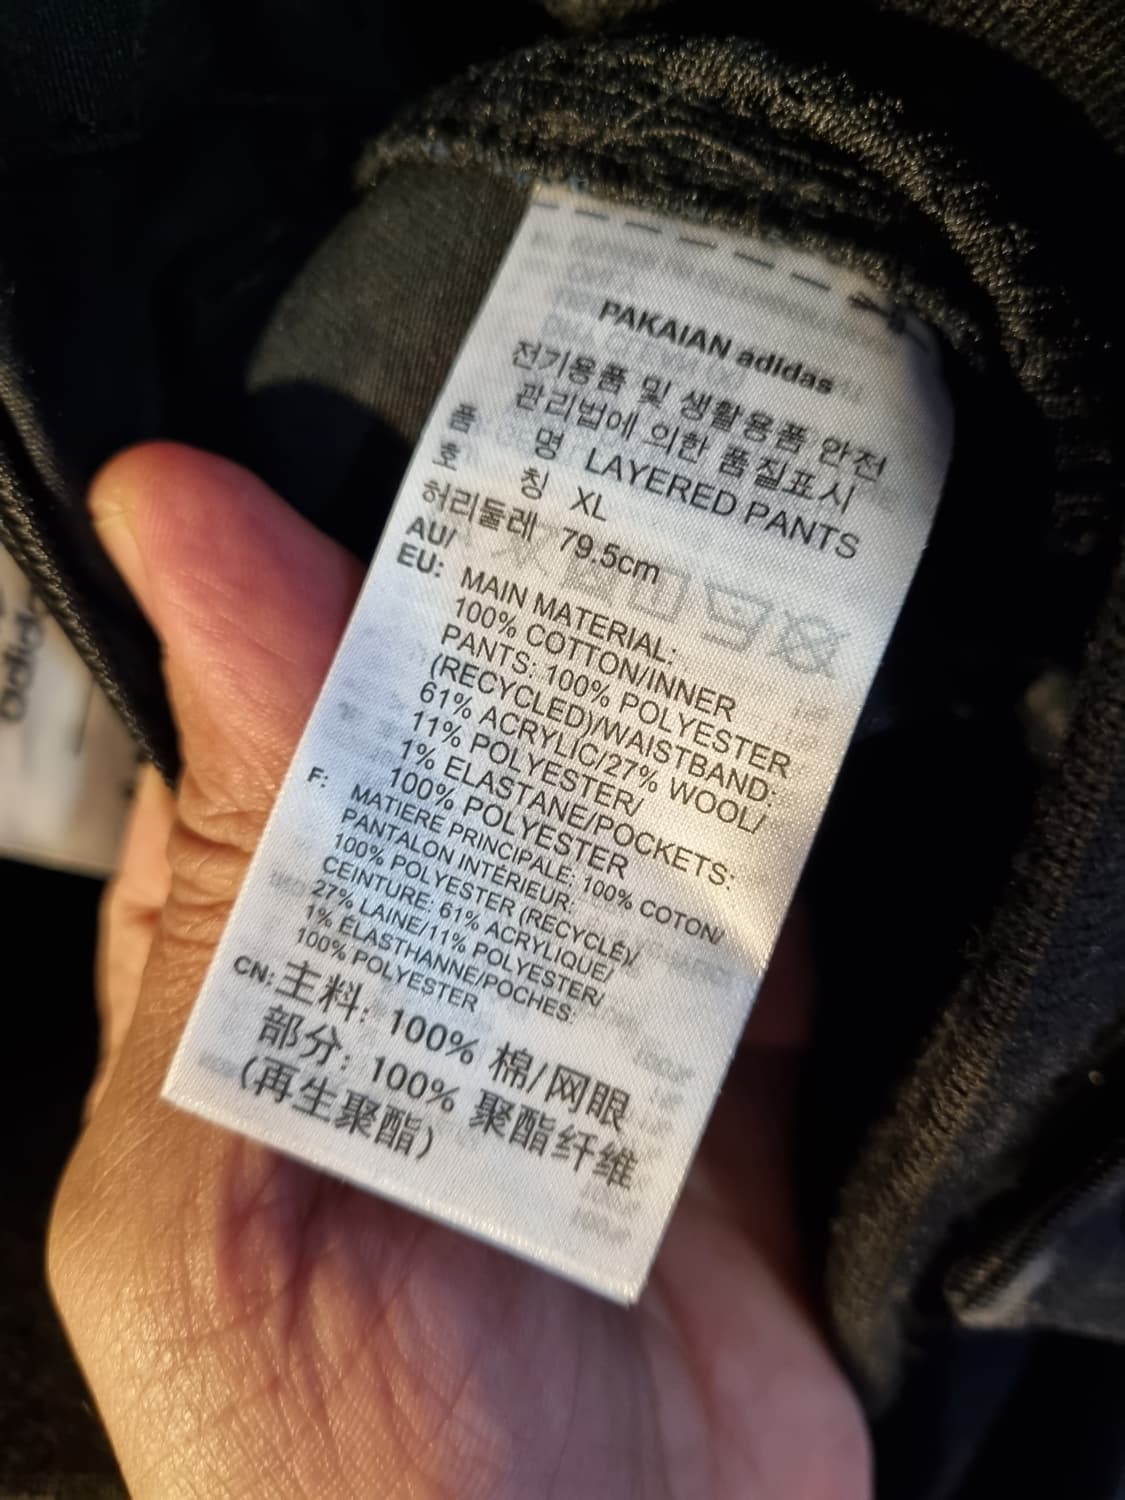 PAKAIAN adidas
전기용품 및 생활용품 안전
관리법에 의한 품질표시
품 명 LAYERED PANTS
호 칭 XL
허리둘레 79.5cm
AU/
EU: MAIN MATERIAL:
100% COTTON/INNER
PANTS: 100% POLYESTER
(RECYCLED)/WAISTBAND:
61% ACRYLIC/27% WOOL/
11% POLYESTER/
1% ELASTANE/POCKETS:
100% POLYESTER
F: MATIÈRE PRINCIPALE: 100% COTON/
PANTALON INTÉRIEUR:
100% POLYESTER (RECYCLÉ)/
CEINTURE: 61% ACRYLIQUE/
27% LAINE/11% POLYESTER/
1% ÉLASTHANNE/POCHES:
100% POLYESTER
CN: 主料: 100% 棉/网眼
部分: 100% 聚酯纤维
(再生聚酯)